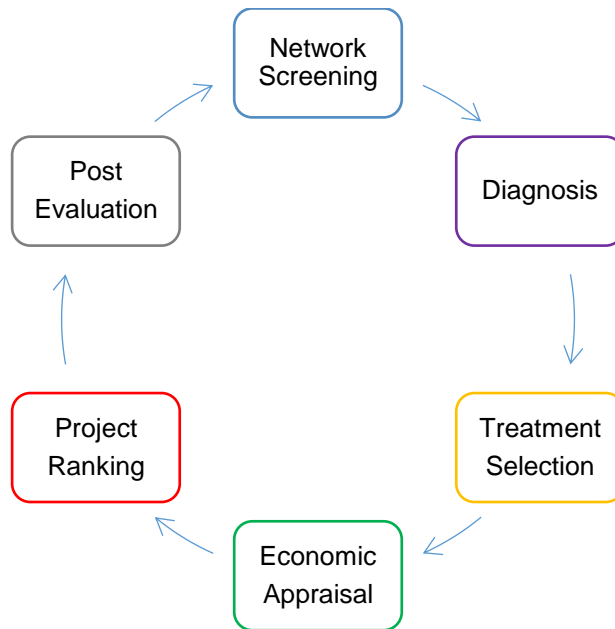 Network
Screening
Diagnosis
Treatment
Selection
Economic
Appraisal
Project
Ranking
Post
Evaluation